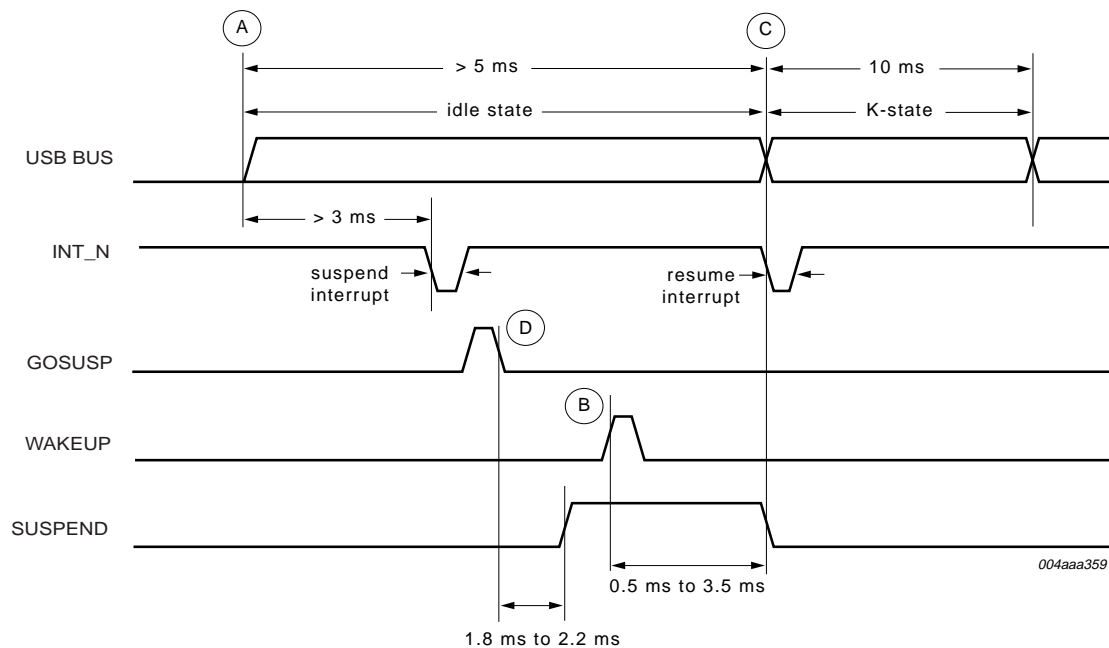 A
C
> 5 ms
10 ms
idle state
K-state
USB BUS
> 3 ms
INT_N
suspend
interrupt
resume
interrupt
D
GOSUSP
B
WAKEUP
SUSPEND
004aaa359
0.5 ms to 3.5 ms
1.8 ms to 2.2 ms